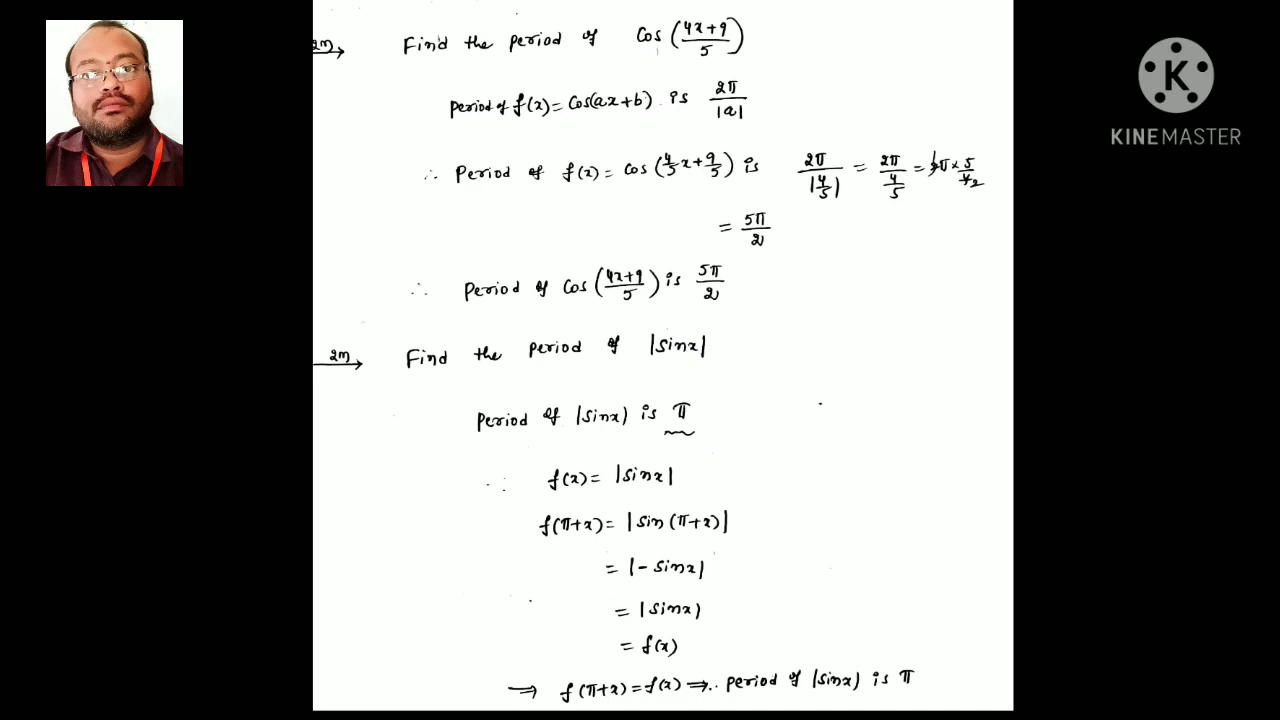 2m → Find the period of Cos (4x+9/5)
Period of f(x)= Cos(ax+b) is 2π/|a|
∴ Period of f(x)= Cos (4/5 x+9/5) is 2π/|4/5| = 2π/4/5 = 2π × 5/4 2
= 5π/2
∴ Period of Cos (4x+9/5) is 5π/2
2m → Find the period of |Sinx|
Period of |Sinx| is π
∴ f(x)= |Sinx|
f(π+x)= |Sin (π+x)|
= |- Sinx|
= |Sinx|
= f(x)
⇒ f(π+x)=f(x) ⇒∴ Period of |Sinx| is π
K
KINEMASTER